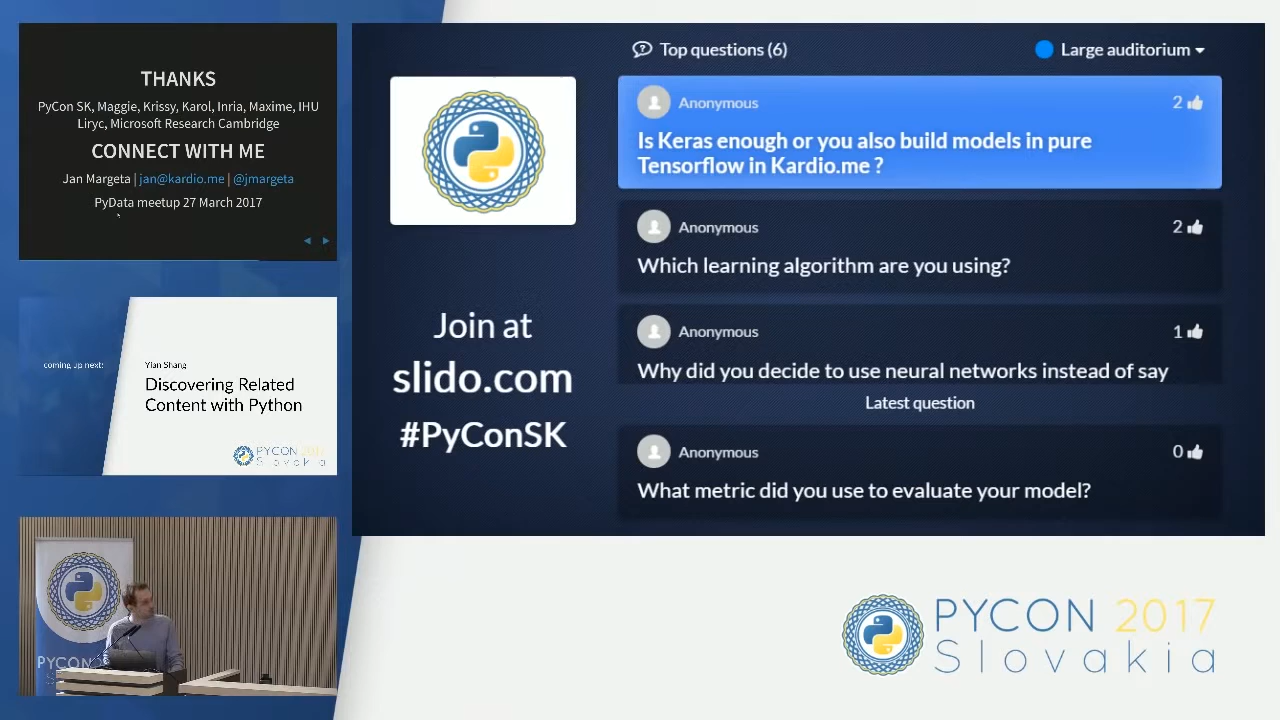 THANKS
PyCon SK, Maggie, Krissy, Karol, Inria, Maxime, IHU
Liryc, Microsoft Research Cambridge
CONNECT WITH ME
Jan Margeta | jan@kardio.me | @jmargeta
PyData meetup 27 March 2017
coming up next:
Yian Shang
Discovering Related
Content with Python
PYCON 2017
Slovakia
PYCON
Join at
slido.com
#PyConSK
Top questions (6)
Large auditorium
Anonymous
2
Is Keras enough or you also build models in pure
Tensorflow in Kardio.me ?
Anonymous
2
Which learning algorithm are you using?
Anonymous
1
Why did you decide to use neural networks instead of say
Latest question
Anonymous
0
What metric did you use to evaluate your model?
PYCON 2017
Slovakia